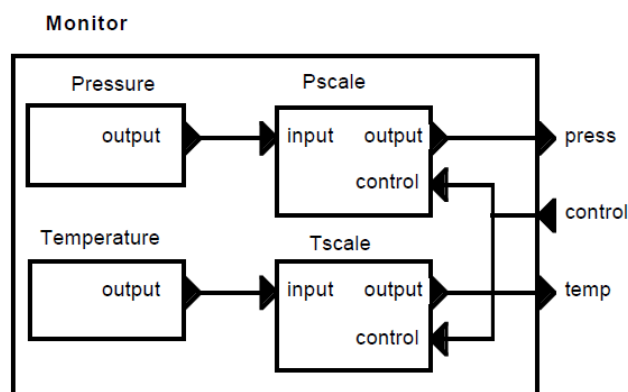 Monitor
Pressure
Pscale
output
input output
press
control
control
Temperature
Tscale
output
input output
temp
control